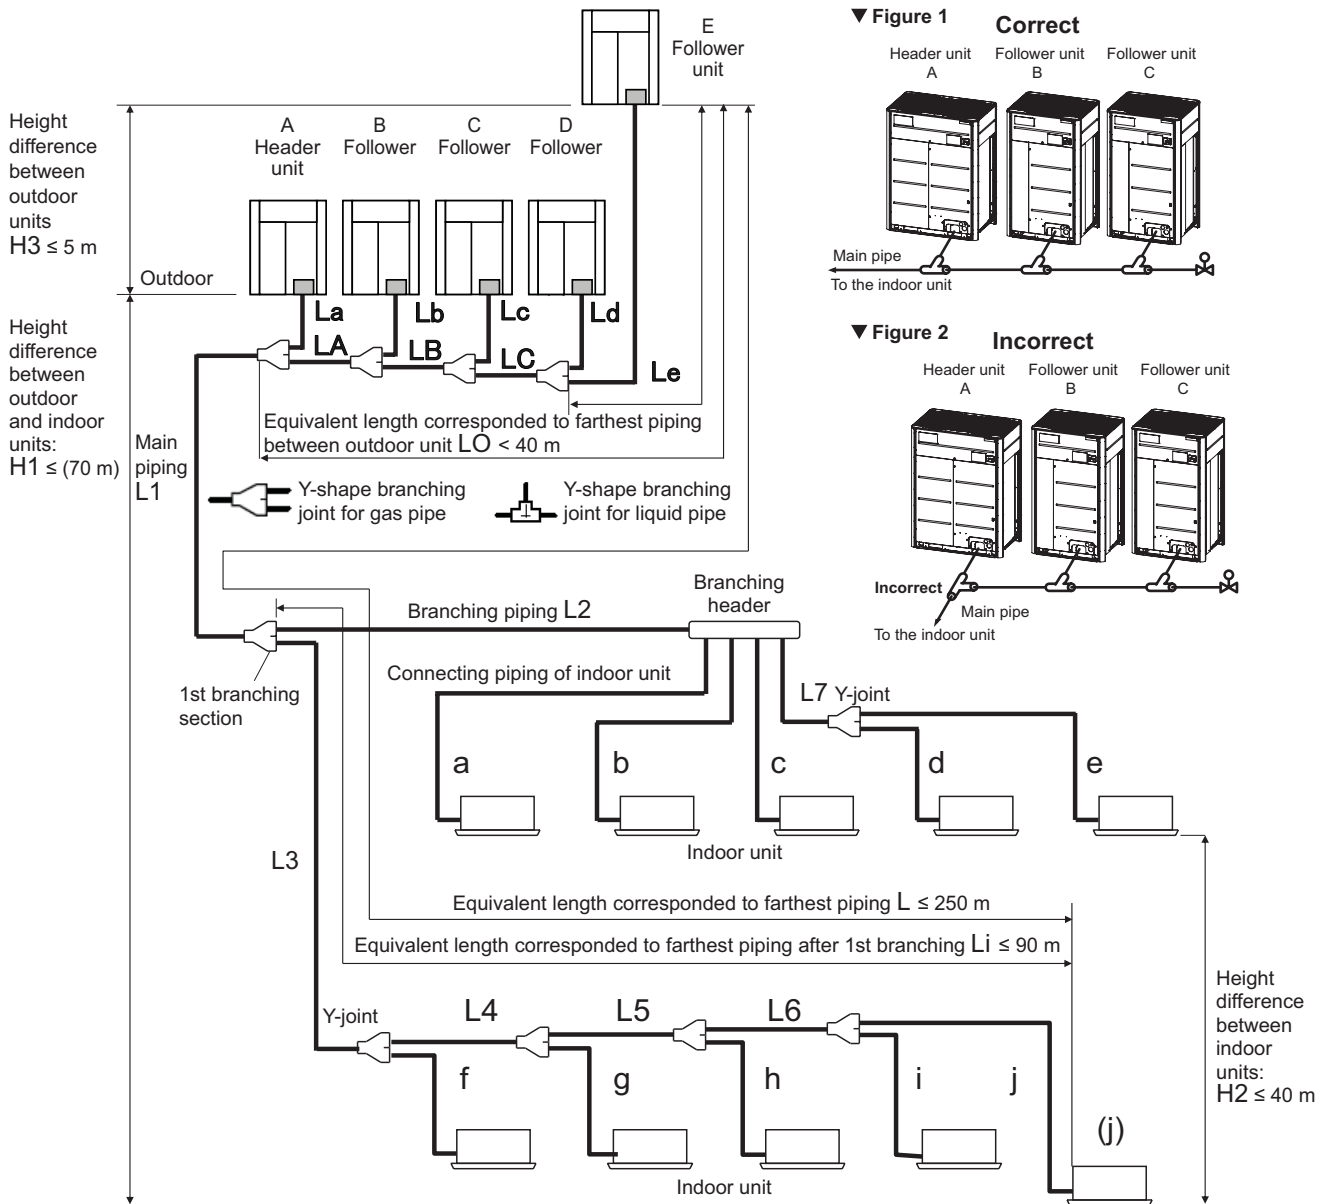 E
Follower
unit
Height
difference
between
outdoor
units
H3 ≤ 5 m
A
Header
unit
B
Follower
C
Follower
D
Follower
Outdoor
La
Lb
Lc
Ld
LA
LB
LC
Le
Height
difference
between
outdoor
and indoor
units:
H1 ≤ (70 m)
Main
piping
L1
Equivalent length corresponded to farthest piping
between outdoor unit LO < 40 m
Y-shape branching
joint for gas pipe
Y-shape branching
joint for liquid pipe
▼ Figure 1
Correct
Header unit
A
Follower unit
B
Follower unit
C
Main pipe
To the indoor unit
▼ Figure 2
Incorrect
Header unit
A
Follower unit
B
Follower unit
C
Incorrect
Main pipe
To the indoor unit
Branching piping L2
Branching
header
1st branching
section
Connecting piping of indoor unit
L7 Y-joint
a
b
c
d
e
Indoor unit
L3
Equivalent length corresponded to farthest piping L ≤ 250 m
Equivalent length corresponded to farthest piping after 1st branching Li ≤ 90 m
Height
difference
between
indoor
units:
H2 ≤ 40 m
Y-joint
L4
L5
L6
f
g
h
i
j
(j)
Indoor unit